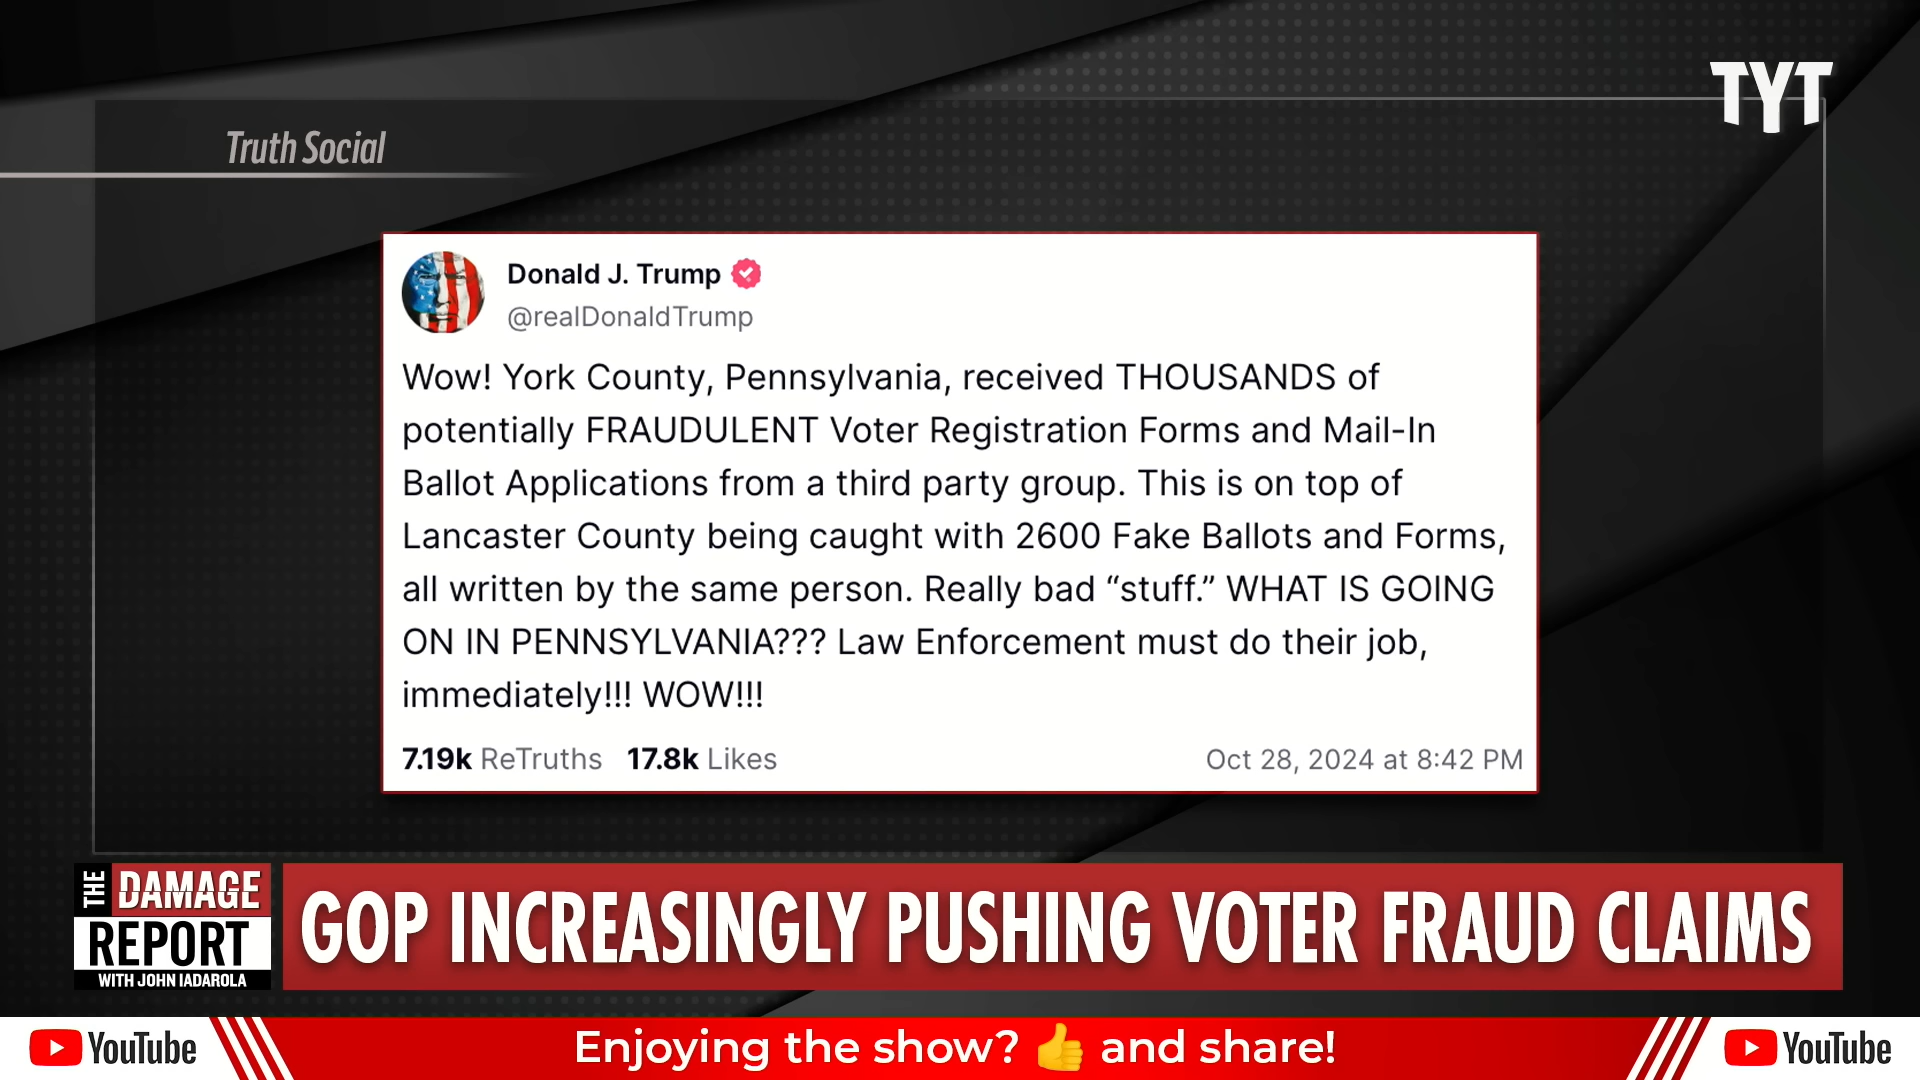 TYT
Truth Social
Donald J. Trump
@realDonaldTrump
Wow! York County, Pennsylvania, received THOUSANDS of
potentially FRAUDULENT Voter Registration Forms and Mail-In
Ballot Applications from a third party group. This is on top of
Lancaster County being caught with 2600 Fake Ballots and Forms,
all written by the same person. Really bad “stuff.” WHAT IS GOING
ON IN PENNSYLVANIA??? Law Enforcement must do their job,
immediately!!! WOW!!!
7.19k ReTruths 17.8k Likes Oct 28, 2024 at 8:42 PM
THE DAMAGE
REPORT
WITH JOHN IADAROLA
GOP INCREASINGLY PUSHING VOTER FRAUD CLAIMS
YouTube Enjoying the show? 👍 and share! YouTube